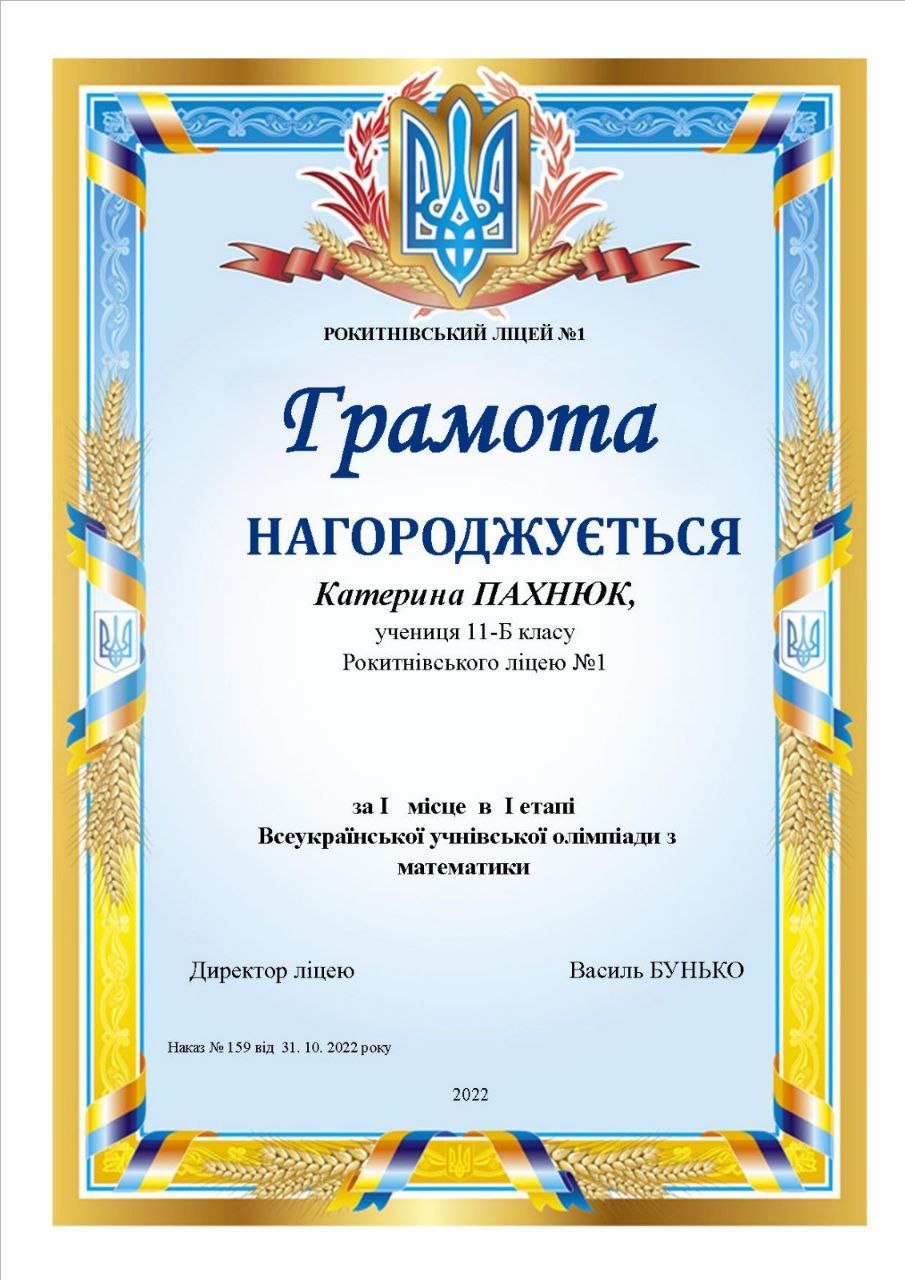 РОКИТНІВСЬКИЙ ЛІЦЕЙ №1
Грамота
НАГОРОДЖУЄТЬСЯ
Катерина ПАХНЮК,
учениця 11-Б класу
Рокитнівського ліцею №1
за І місце в І етапі
Всеукраїнської учнівської олімпіади з
математики
Директор ліцею Василь БУНЬКО
Наказ № 159 від 31. 10. 2022 року
2022